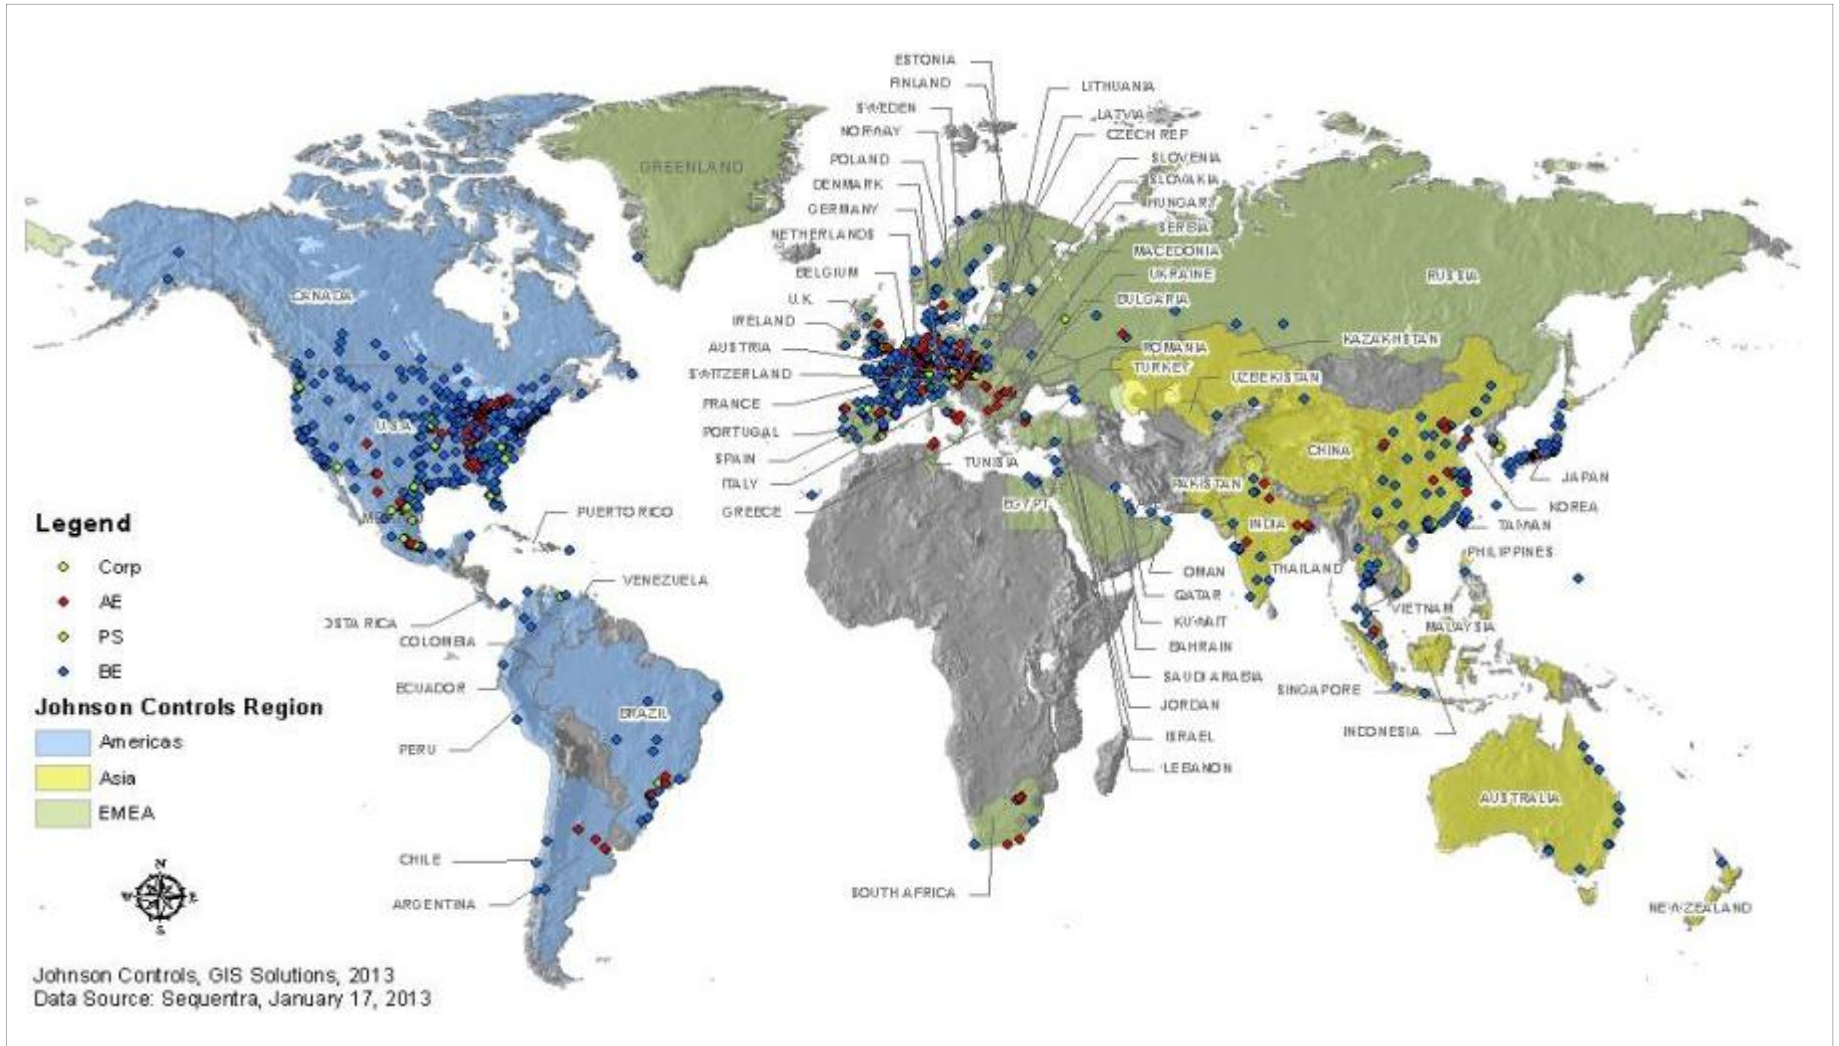 ESTONIA
FINLAND
SWEDEN
NORWAY
POLAND
DENMARK
GERMANY
NETHERLANDS
BELGIUM
U.K.
IRELAND
AUSTRIA
SWITZERLAND
FRANCE
PORTUGAL
SPAIN
ITALY
GREECE
LITHUANIA
LATVIA
CZECH REP
SLOVENIA
SLOVAKIA
HUNGARY
SERBIA
MACEDONIA
UKRAINE
BULGARIA
ROMANIA
TURKEY
UZBEKISTAN
KAZAKHSTAN
RUSSIA
GREENLAND
CANADA
USA
MEXICO
PUERTO RICO
VENEZUELA
OSTA RICA
COLOMBIA
ECUADOR
BRAZIL
PERU
CHILE
ARGENTINA
TUNISIA
EGYPT
PAKISTAN
INDIA
CHINA
JAPAN
KOREA
TAIWAN
PHILIPPINES
THAILAND
VIETNAM
MALAYSIA
SINGAPORE
INDONESIA
OMAN
QATAR
KUWAIT
BAHRAIN
SAUDI ARABIA
JORDAN
ISRAEL
LEBANON
SOUTH AFRICA
AUSTRALIA
NEW ZEALAND
Legend
Corp
AE
PS
BE
Johnson Controls Region
Americas
Asia
EMEA
N
W E
S
Johnson Controls, GIS Solutions, 2013
Data Source: Sequentra, January 17, 2013